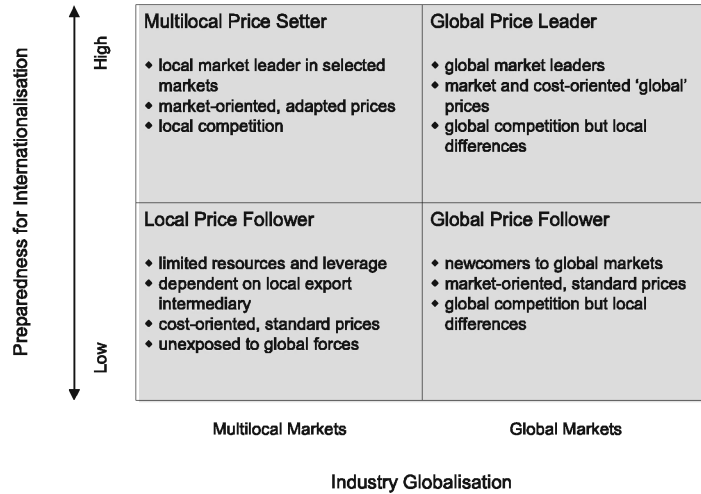 Preparedness for Internationalisation
High
Low
Multilocal Price Setter
◆ local market leader in selected
markets
◆ market-oriented, adapted prices
◆ local competition
Global Price Leader
◆ global market leaders
◆ market and cost-oriented ‘global’
prices
◆ global competition but local
differences
Local Price Follower
◆ limited resources and leverage
◆ dependent on local export
intermediary
◆ cost-oriented, standard prices
◆ unexposed to global forces
Global Price Follower
◆ newcomers to global markets
◆ market-oriented, standard prices
◆ global competition but local
differences
Multilocal Markets
Global Markets
Industry Globalisation